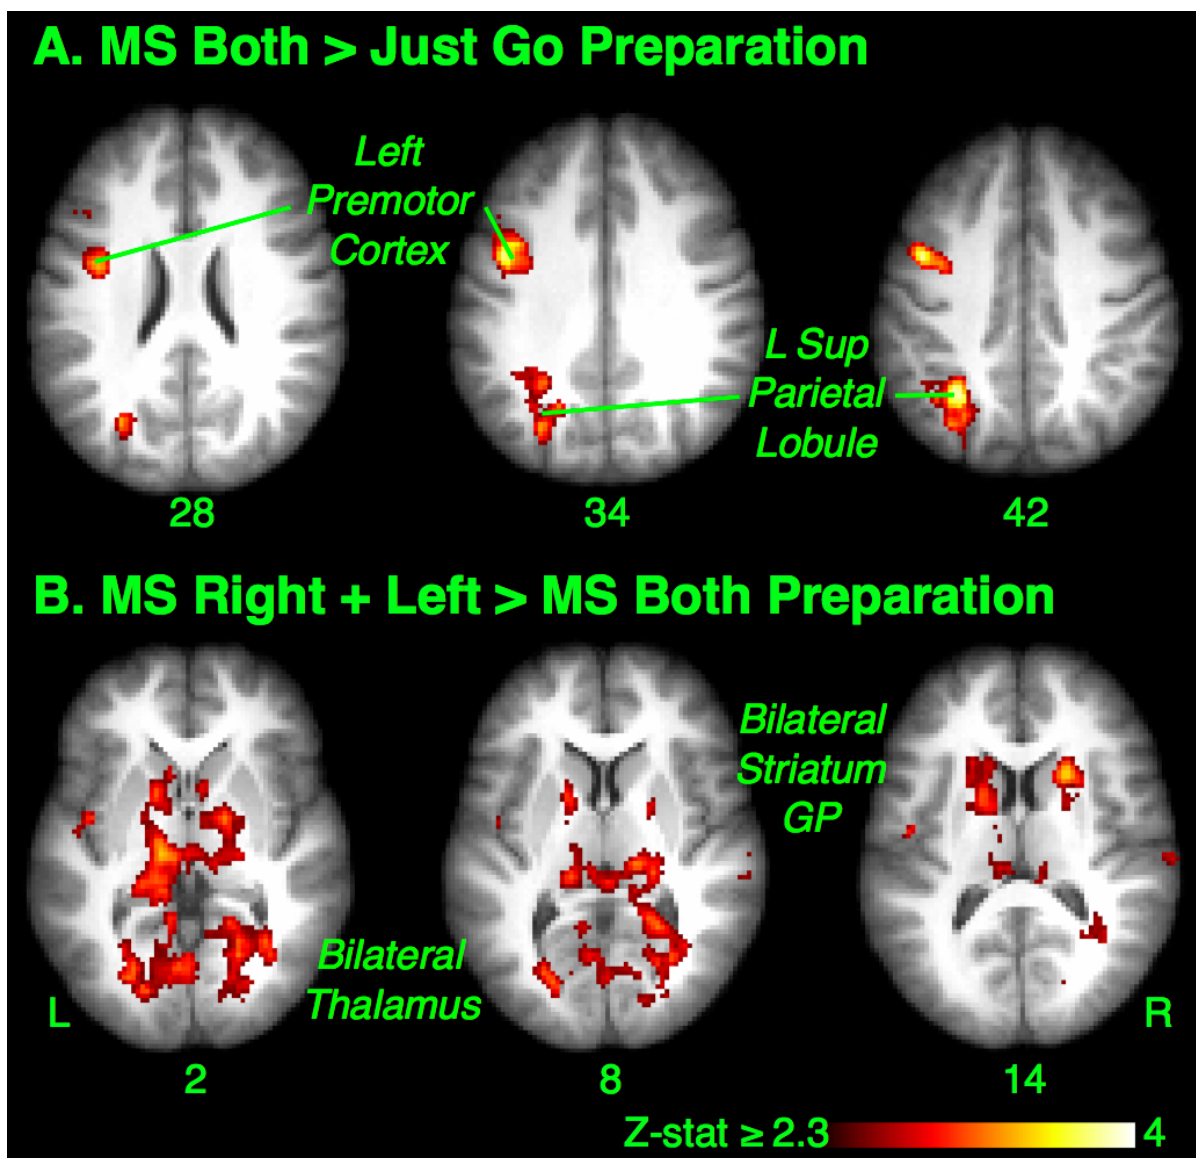 A. MS Both > Just Go Preparation
Left
Premotor
Cortex
L Sup
Parietal
Lobule
28
34
42
B. MS Right + Left > MS Both Preparation
Bilateral
Striatum
GP
Bilateral
Thalamus
L
R
2
8
14
Z-stat ≥ 2.3 4